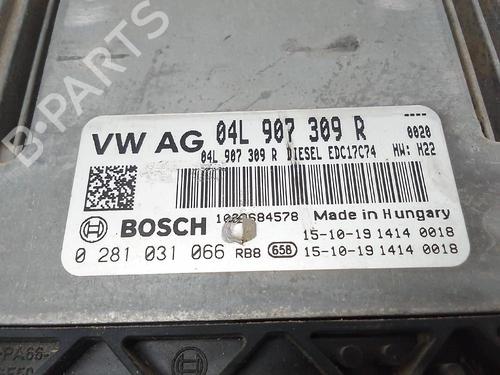 B-PARTS
VW AG 04L 907 309 R
04L 907 309 R DIESEL EDC17C74 HW: H22
0020
BOSCH
Made in Hungary
0 281 031 066 RB8 658
15-10-19 1414 0018
15-10-19 1414 0018
-PA66-